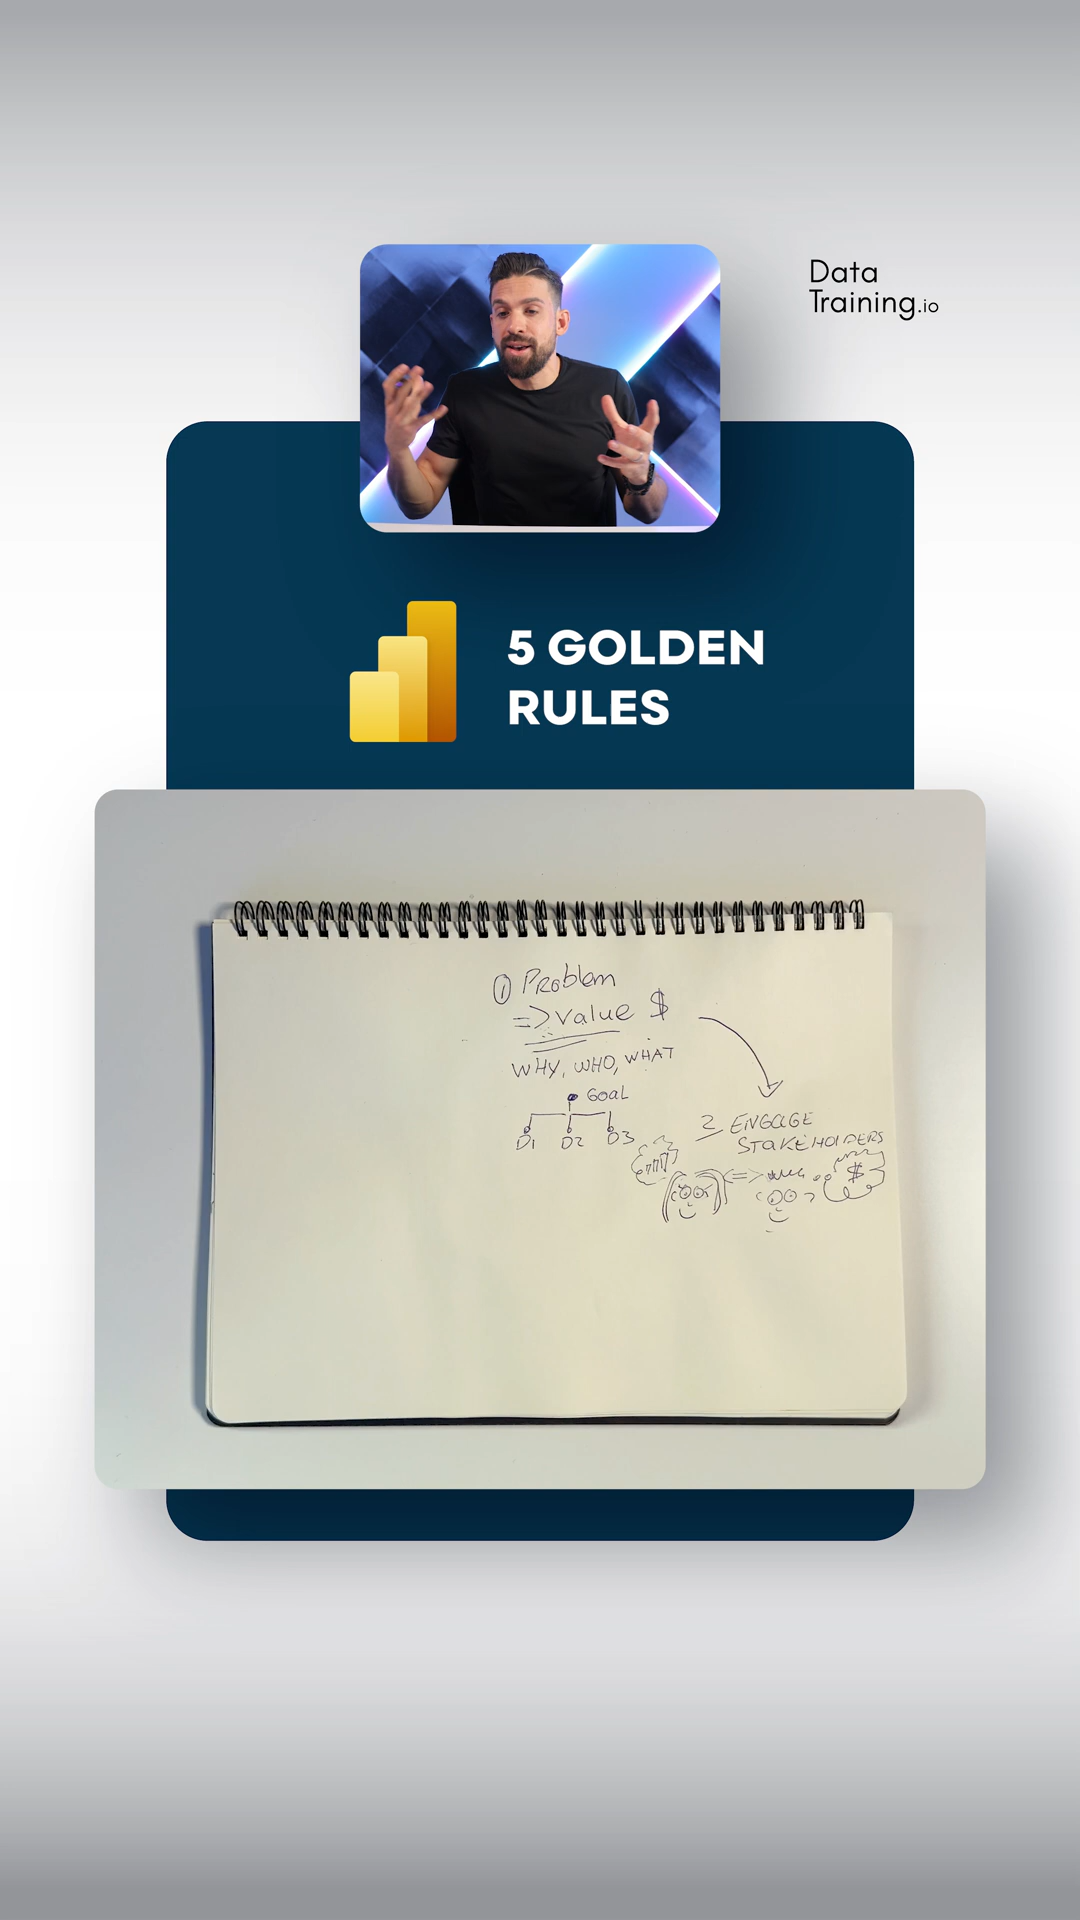 Data
Training.io
5 GOLDEN
RULES
① Problem
=> Value $
WHY, WHO, WHAT
GOAL
D1 D2 D3
2 ENGAGE
STAKEHOLDERS
<=>
$